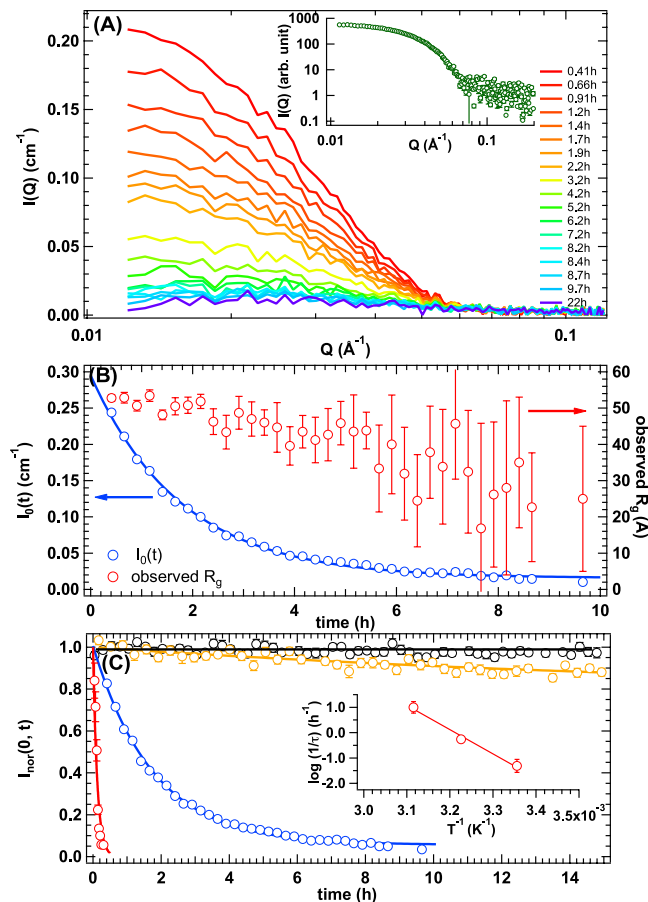 (A)
0.20
0.15
0.10
0.05
0.00
I(Q) (cm⁻¹)
0.01
0.1
Q (Å⁻¹)
1000
100
10
1
0.1
I(Q) (arb. unit)
0.01
0.1
Q (Å⁻¹)
0.41h
0.66h
0.91h
1.2h
1.4h
1.7h
1.9h
2.2h
3.2h
4.2h
5.2h
6.2h
7.2h
8.2h
8.4h
8.7h
9.7h
22h
(B)
0.30
0.25
0.20
0.15
0.10
0.05
0.00
I₀(t) (cm⁻¹)
60
50
40
30
20
10
0
observed Rg (A)
I₀(t)
observed Rg
0
2
4
6
8
10
time (h)
(C)
1.0
0.8
0.6
0.4
0.2
0.0
Inor(0, t)
1.0
0.0
-1.0
-2.0
log (1/τ) (h⁻¹)
3.0
3.1
3.2
3.3
3.4
3.5x10⁻³
T⁻¹ (K⁻¹)
0
2
4
6
8
10
12
14
time (h)